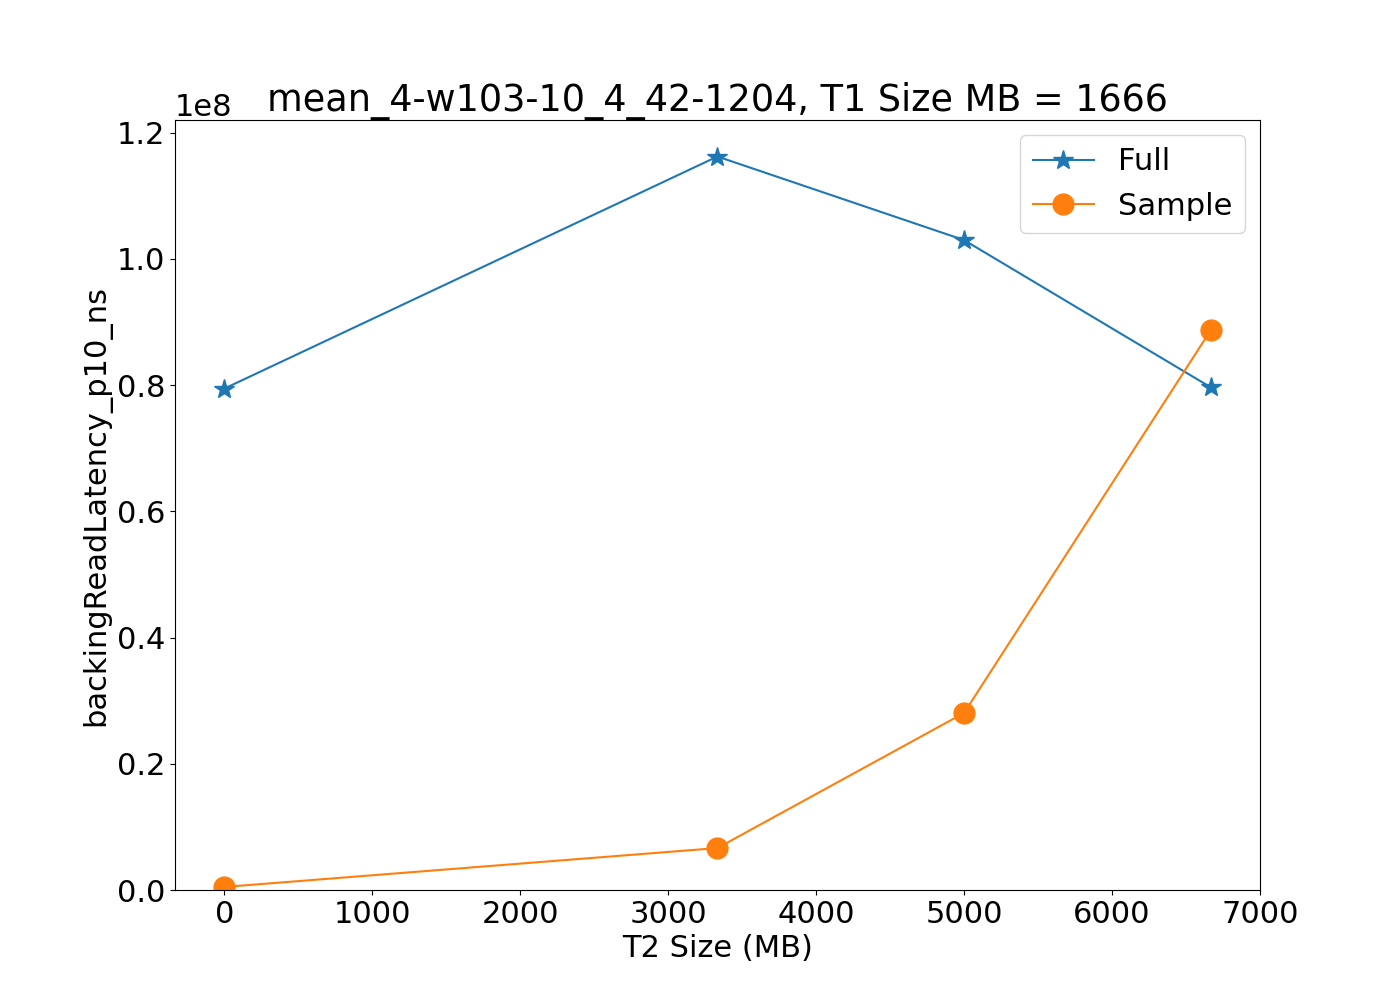 1e8
mean_4-w103-10_4_42-1204, T1 Size MB = 1666
1.2
1.0
0.8
0.6
0.4
0.2
0.0
backingReadLatency_p10_ns
Full
Sample
0 1000 2000 3000 4000 5000 6000 7000
T2 Size (MB)